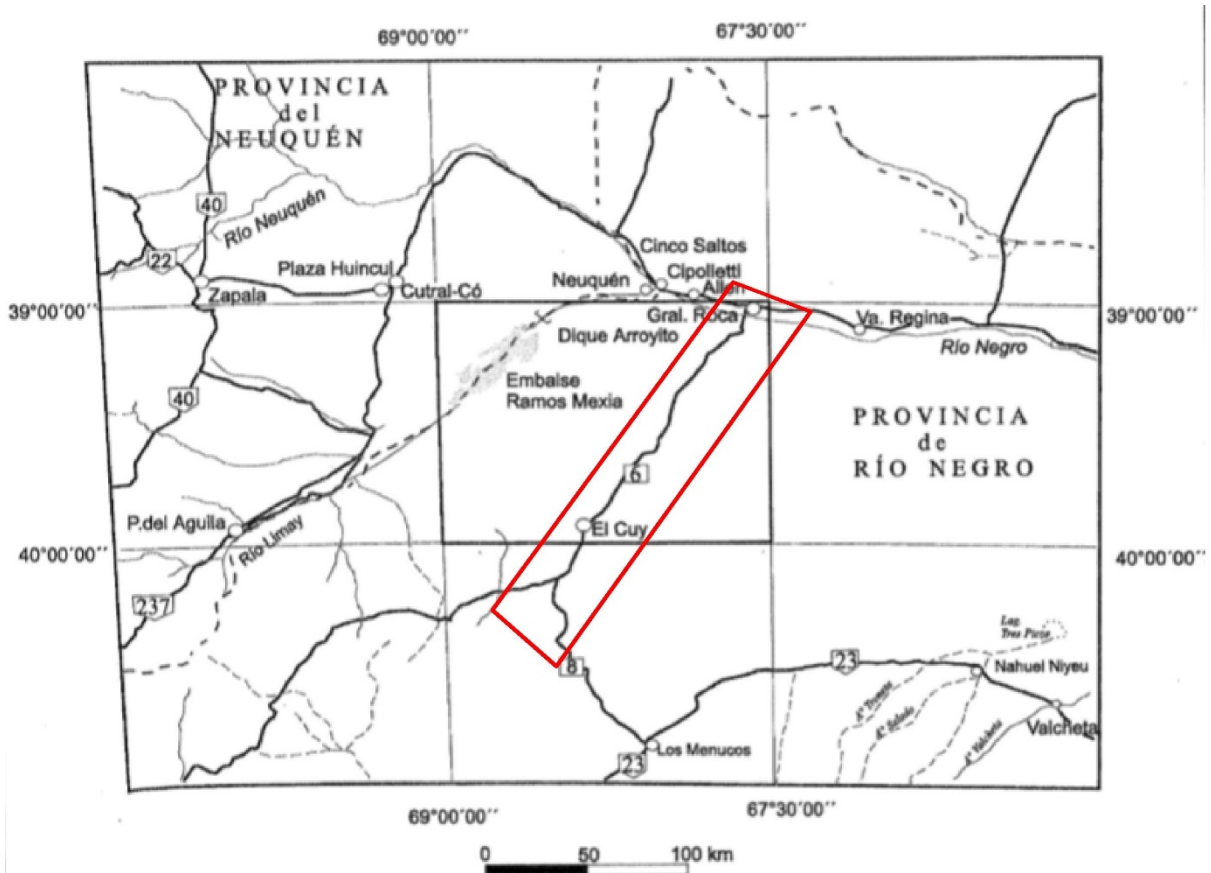 69°00´00´´
67°30´00´´
PROVINCIA
del
NEUQUÉN
40
Río Neuquén
22
Plaza Huincul
Zapala
Cutral-Có
Cinco Saltos
Neuquén
Cipolletti
Allen
39°00´00´´
39°00´00´´
Gral. Roca
Va. Regina
Dique Arroyito
Río Negro
Embalse
Ramos Mexía
40
PROVINCIA
de
RÍO NEGRO
6
P.del Aguila
El Cuy
Río Limay
40°00´00´´
40°00´00´´
237
Lag.
Tres Picos
8
23
Nahuel Niyeu
A° Treneta
A° Salado
A° Valcheta
Valcheta
Los Menucos
23
69°00´00´´
67°30´00´´
0 50 100 km